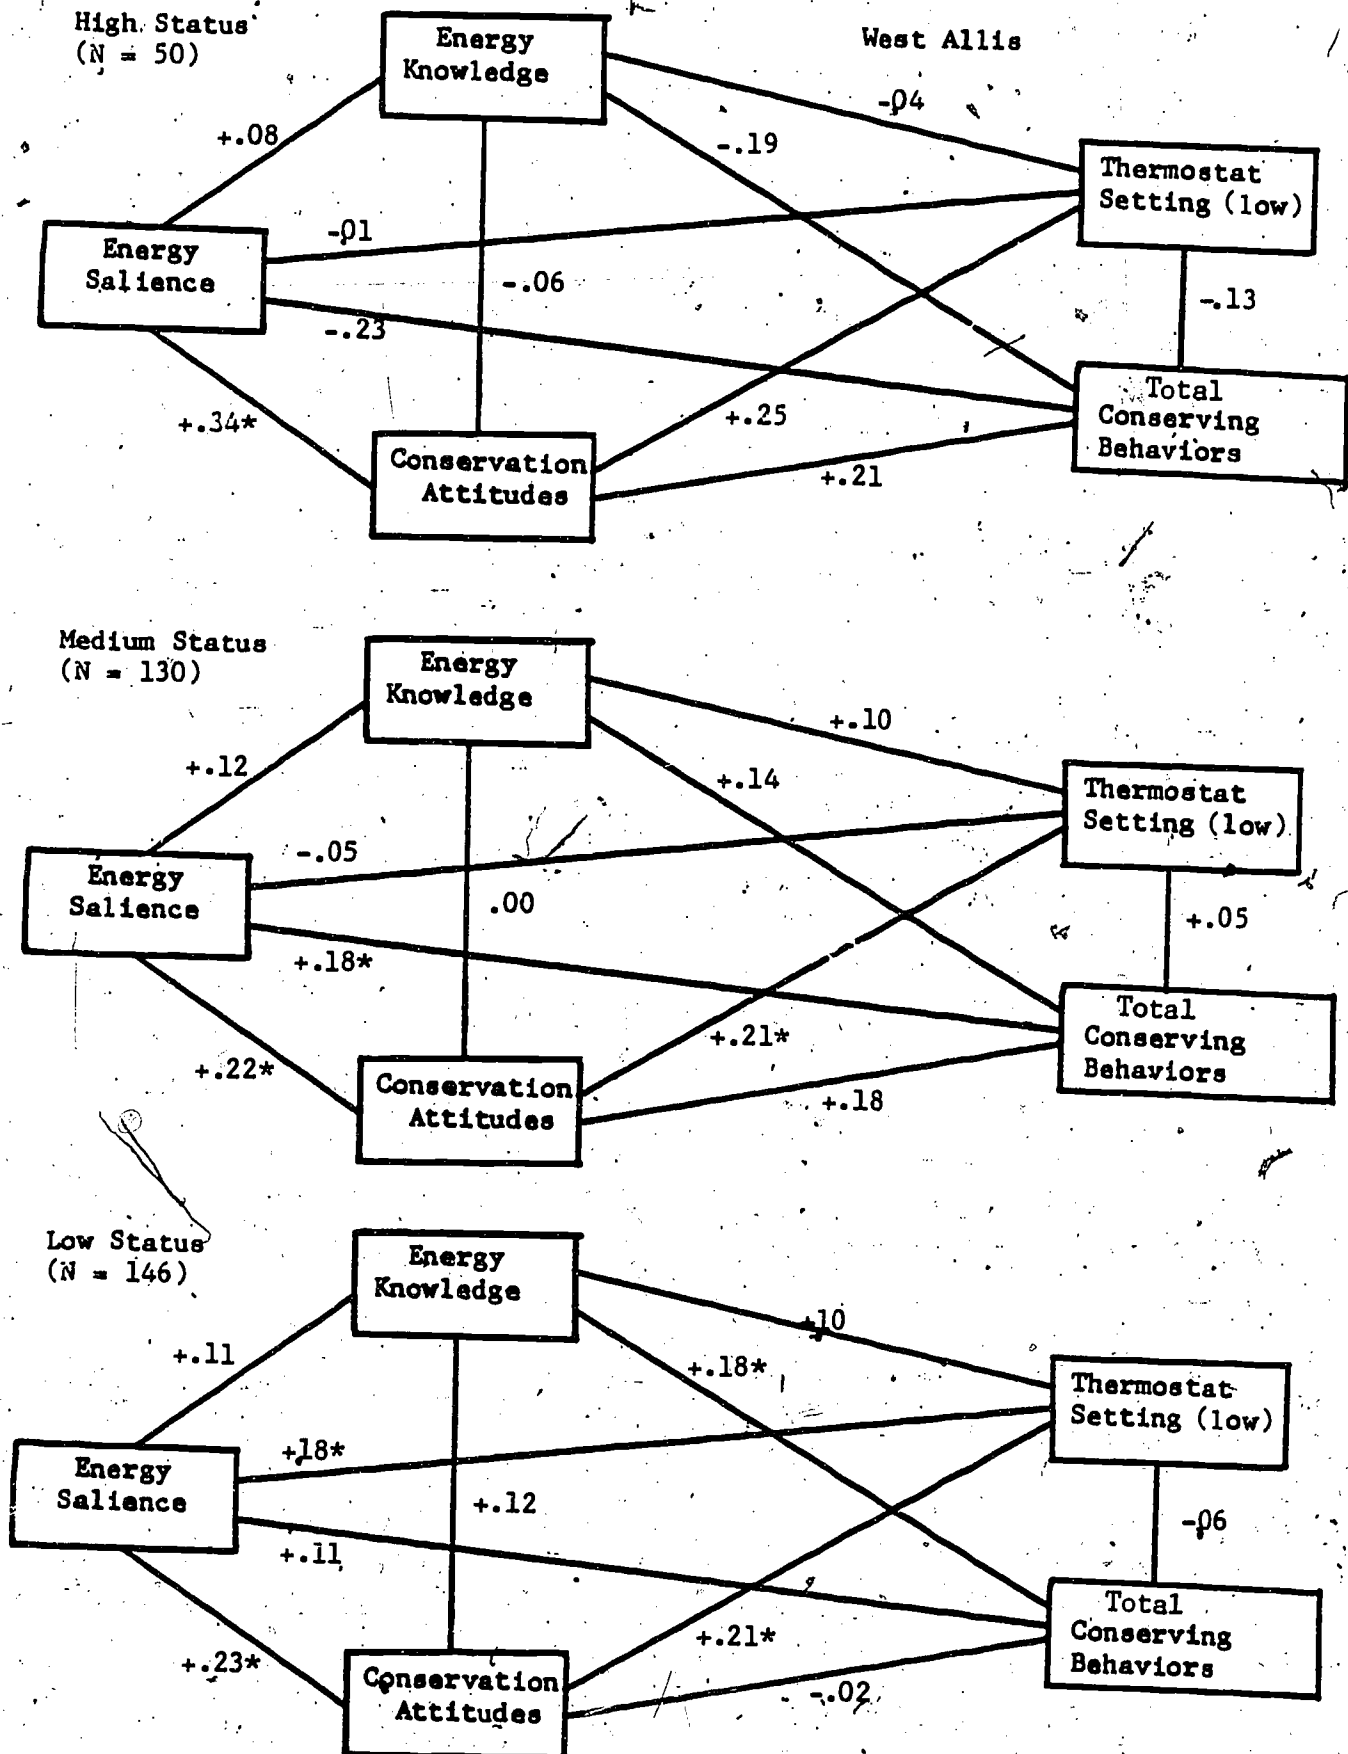 High Status
(N = 50)
West Allis
Energy
Knowledge
-.04
+.08
-.19
Thermostat
Setting (low)
-.01
Energy
Salience
-.06
-.13
-.23
Total
Conserving
Behaviors
+.34*
+.25
Conservation
Attitudes
+.21
Medium Status
(N = 130)
Energy
Knowledge
+.10
+.12
+.14
Thermostat
Setting (low)
-.05
Energy
Salience
.00
+.05
+.18*
Total
Conserving
Behaviors
+.21*
+.22*
Conservation
Attitudes
+.18
Low Status
(N = 146)
Energy
Knowledge
+.10
+.11
+.18*
Thermostat
Setting (low)
+.18*
Energy
Salience
+.12
-.06
+.11
Total
Conserving
Behaviors
+.21*
+.23*
Conservation
Attitudes
-.02